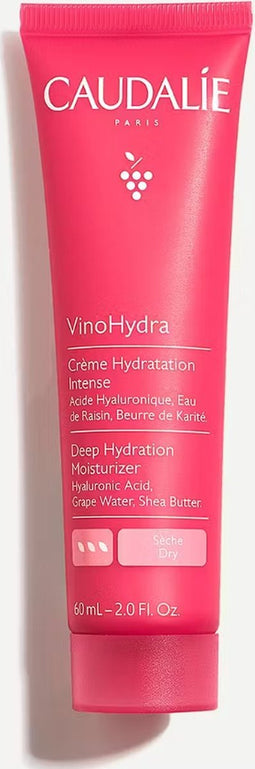 CAUDALÍE
PARIS
VinoHydra
Crème Hydratation
Intense
Acide Hyaluronique, Eau
de Raisin, Beurre de Karité.
Deep Hydration
Moisturizer
Hyaluronic Acid,
Grape Water, Shea Butter.
Sèche
Dry
60 mL – 2.0 Fl. Oz.